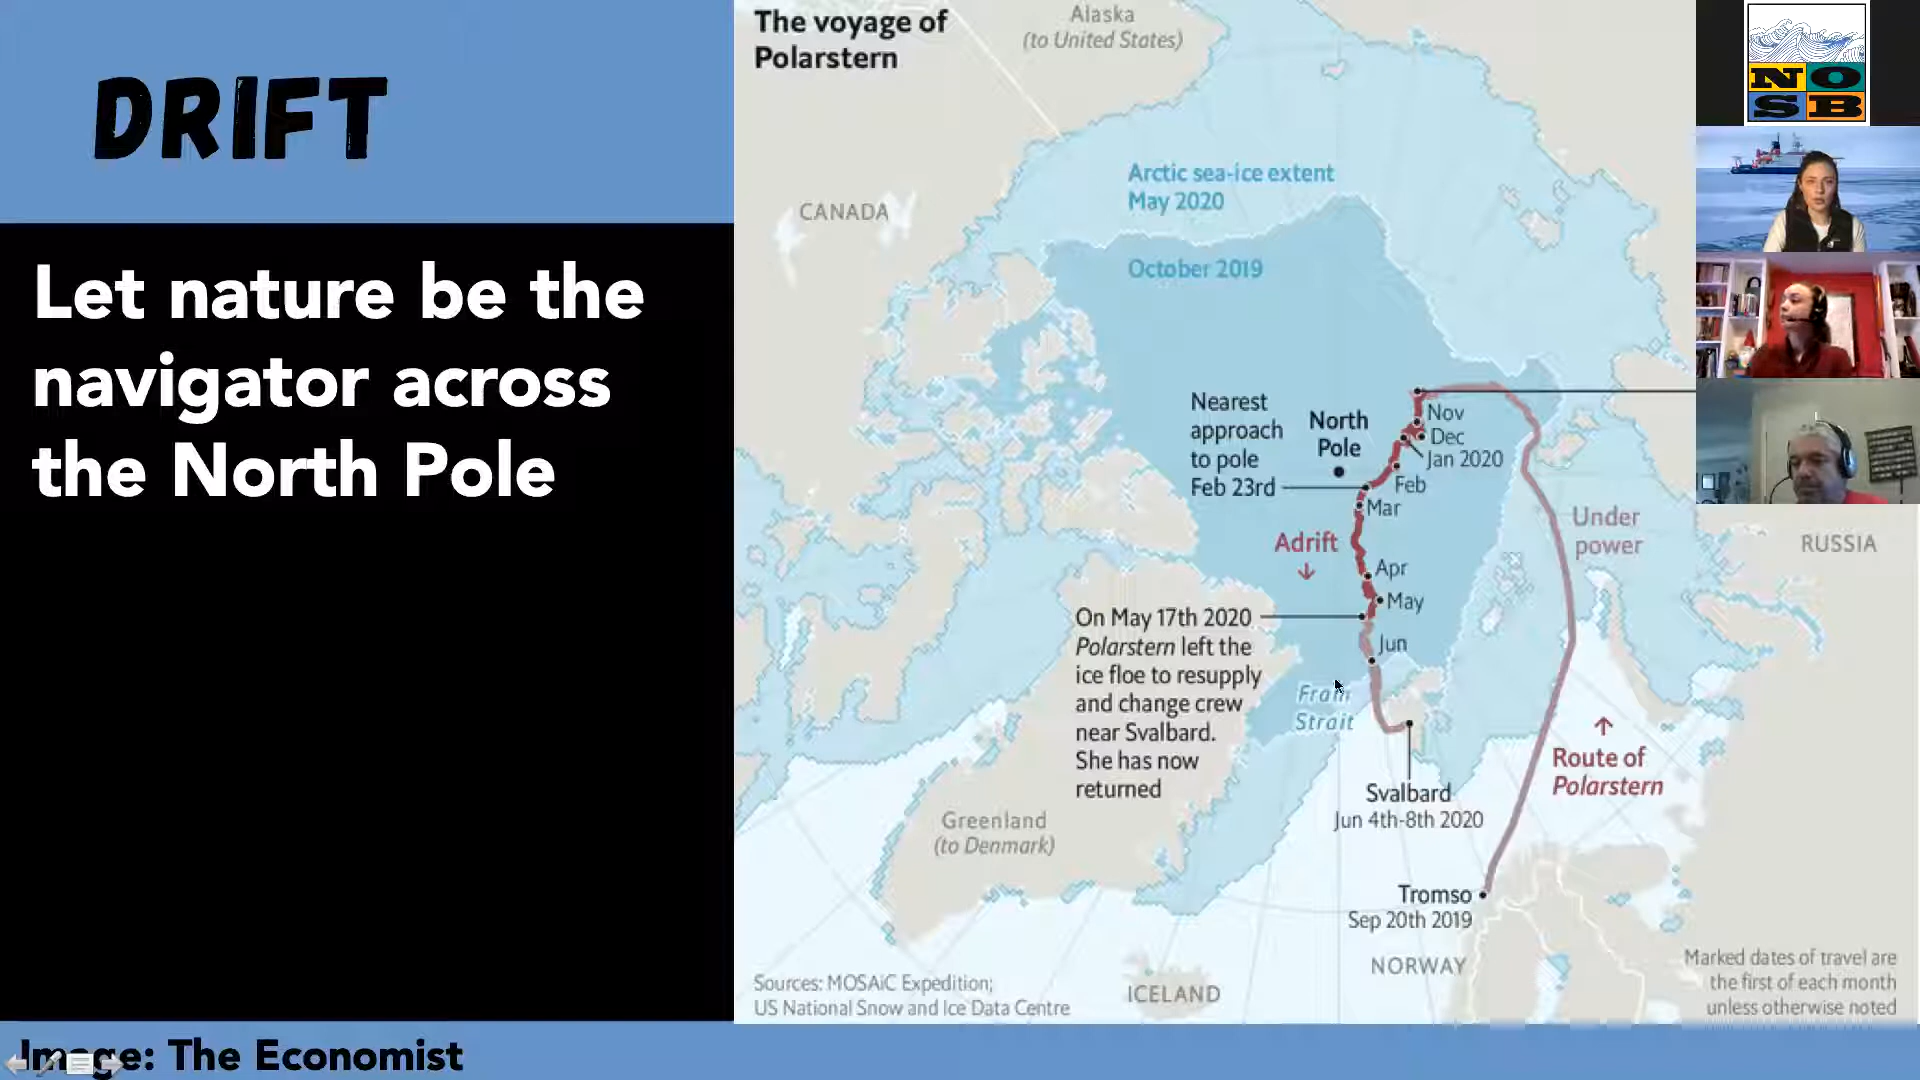 DRIFT
Let nature be the
navigator across
the North Pole
Image: The Economist
The voyage of
Polarstern
Alaska
(to United States)
CANADA
Arctic sea-ice extent
May 2020
October 2019
Nearest
approach
to pole
Feb 23rd
North
Pole
Nov
Dec
Jan 2020
Feb
Mar
Adrift
Apr
May
Jun
Under
power
RUSSIA
On May 17th 2020
Polarstern left the
ice floe to resupply
and change crew
near Svalbard.
She has now
returned
Fram
Strait
Route of
Polarstern
Svalbard
Jun 4th-8th 2020
Greenland
(to Denmark)
Tromso
Sep 20th 2019
NORWAY
ICELAND
Sources: MOSAiC Expedition;
US National Snow and Ice Data Centre
Marked dates of travel are
the first of each month
unless otherwise noted
NO
SB